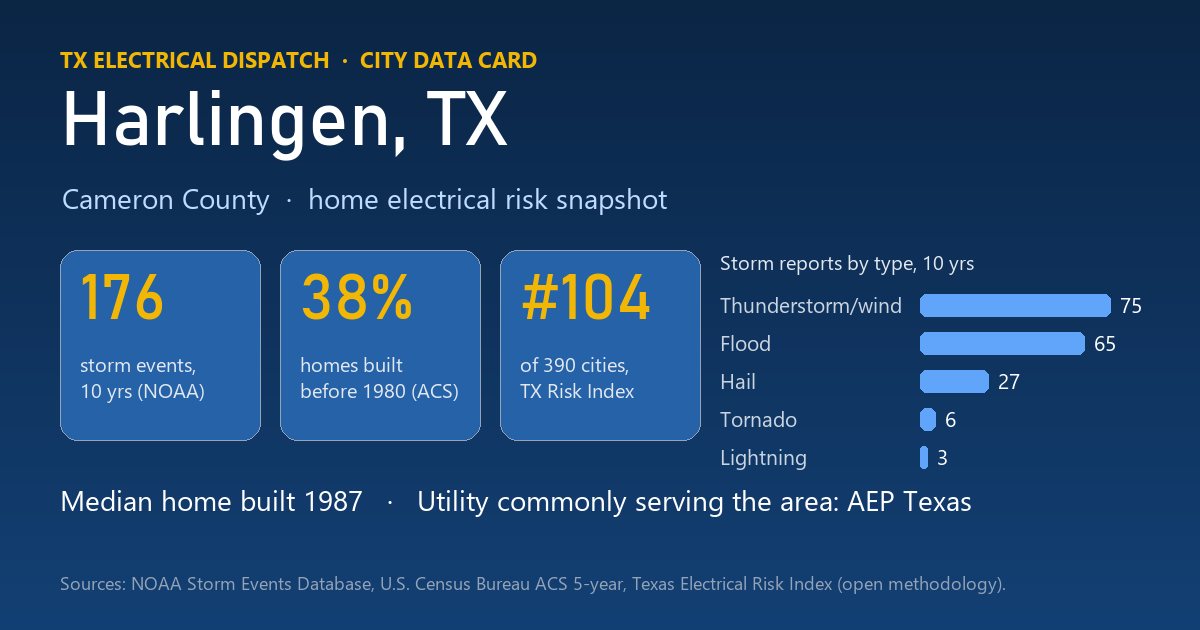 TX ELECTRICAL DISPATCH · CITY DATA CARD
Harlingen, TX
Cameron County · home electrical risk snapshot
176
storm events,
10 yrs (NOAA)
38%
homes built
before 1980 (ACS)
#104
of 390 cities,
TX Risk Index
Storm reports by type, 10 yrs
Thunderstorm/wind 75
Flood 65
Hail 27
Tornado 6
Lightning 3
Median home built 1987 · Utility commonly serving the area: AEP Texas
Sources: NOAA Storm Events Database, U.S. Census Bureau ACS 5-year, Texas Electrical Risk Index (open methodology).